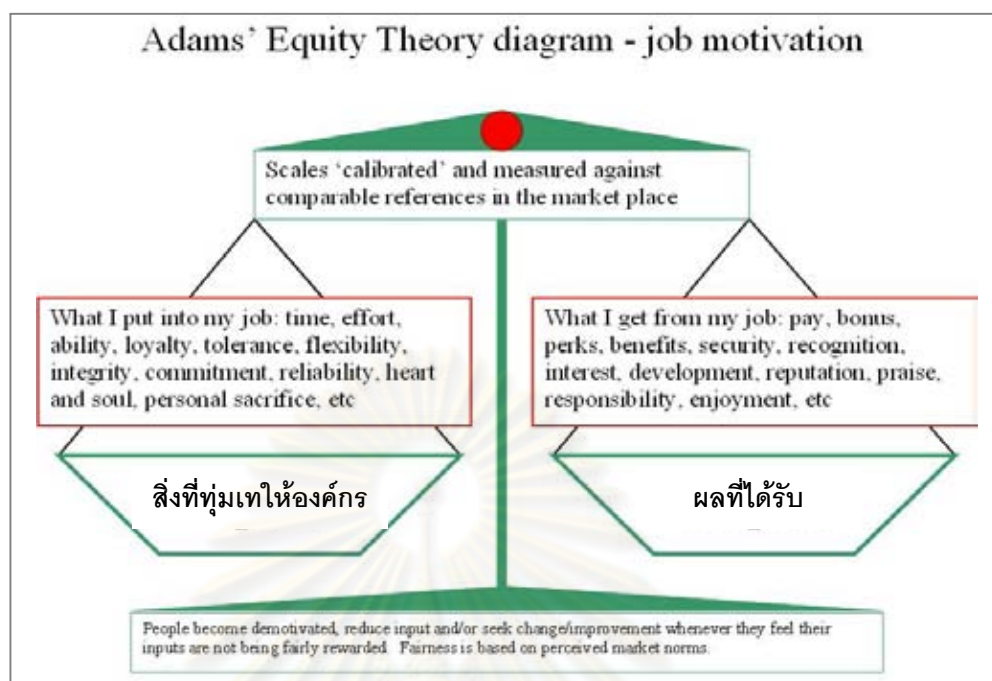 Adams’ Equity Theory diagram - job motivation
Scales ‘calibrated’ and measured against
comparable references in the market place
What I put into my job: time, effort,
ability, loyalty, tolerance, flexibility,
integrity, commitment, reliability, heart
and soul, personal sacrifice, etc
What I get from my job: pay, bonus,
perks, benefits, security, recognition,
interest, development, reputation, praise,
responsibility, enjoyment, etc
สิ่งที่ทุ่มเทให้องค์กร
ผลที่ได้รับ
People become demotivated, reduce input and/or seek change/improvement whenever they feel their
inputs are not being fairly rewarded. Fairness is based on perceived market norms.